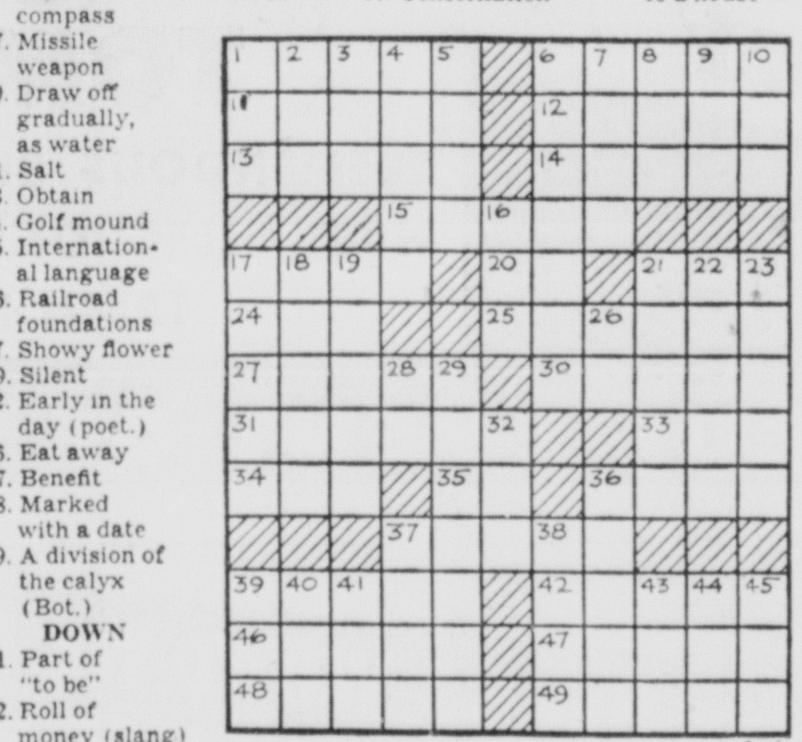 compass
7. Missile
weapon
9. Draw off
gradually,
as water
1. Salt
3. Obtain
4. Golf mound
5. Internation-
al language
6. Railroad
foundations
7. Showy flower
9. Silent
2. Early in the
day (poet.)
6. Eat away
7. Benefit
8. Marked
with a date
9. A division of
the calyx
(Bot.)
DOWN
1. Part of
"to be"
2. Roll of
money (slang)
1 2 3 4 5 6 7 8 9 10
11 12
13 14
15 16
17 18 19 20 21 22 23
24 25 26
27 28 29 30
31 32 33
34 35 36
37 38
39 40 41 42 43 44 45
46 47
48 49